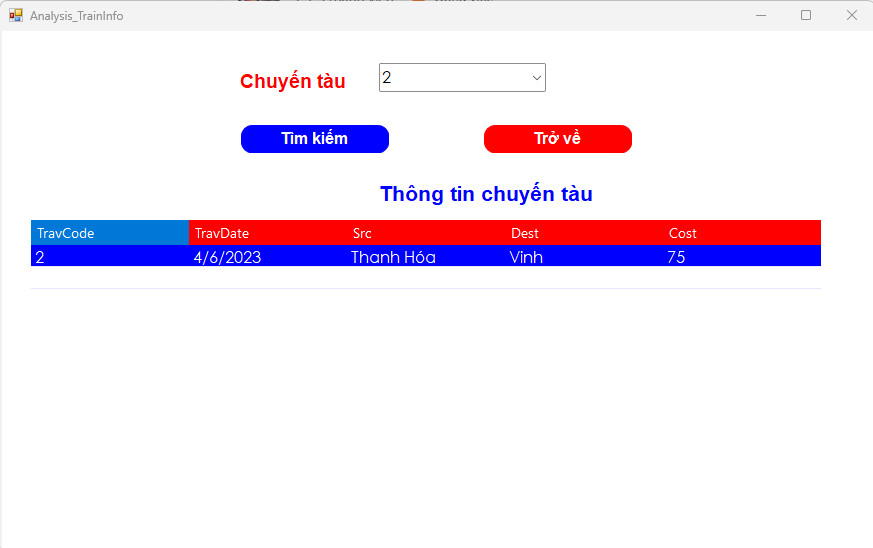 Analysis_TrainInfo
Chuyến tàu 2
Tìm kiếm Trở về
Thông tin chuyến tàu
TravCode TravDate Src Dest Cost
2 4/6/2023 Thanh Hóa Vinh 75